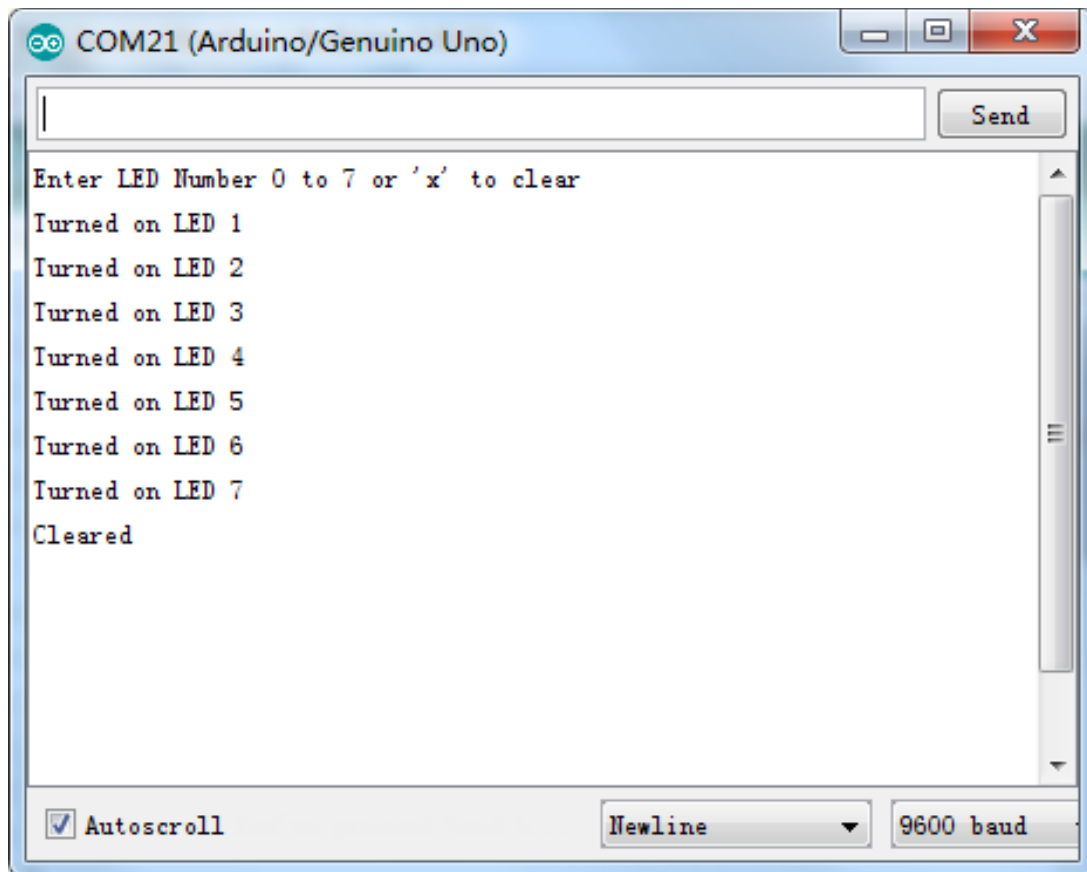 COM21 (Arduino/Genuino Uno)
Send
Enter LED Number 0 to 7 or 'x' to clear
Turned on LED 1
Turned on LED 2
Turned on LED 3
Turned on LED 4
Turned on LED 5
Turned on LED 6
Turned on LED 7
Cleared
Autoscroll
Newline
9600 baud